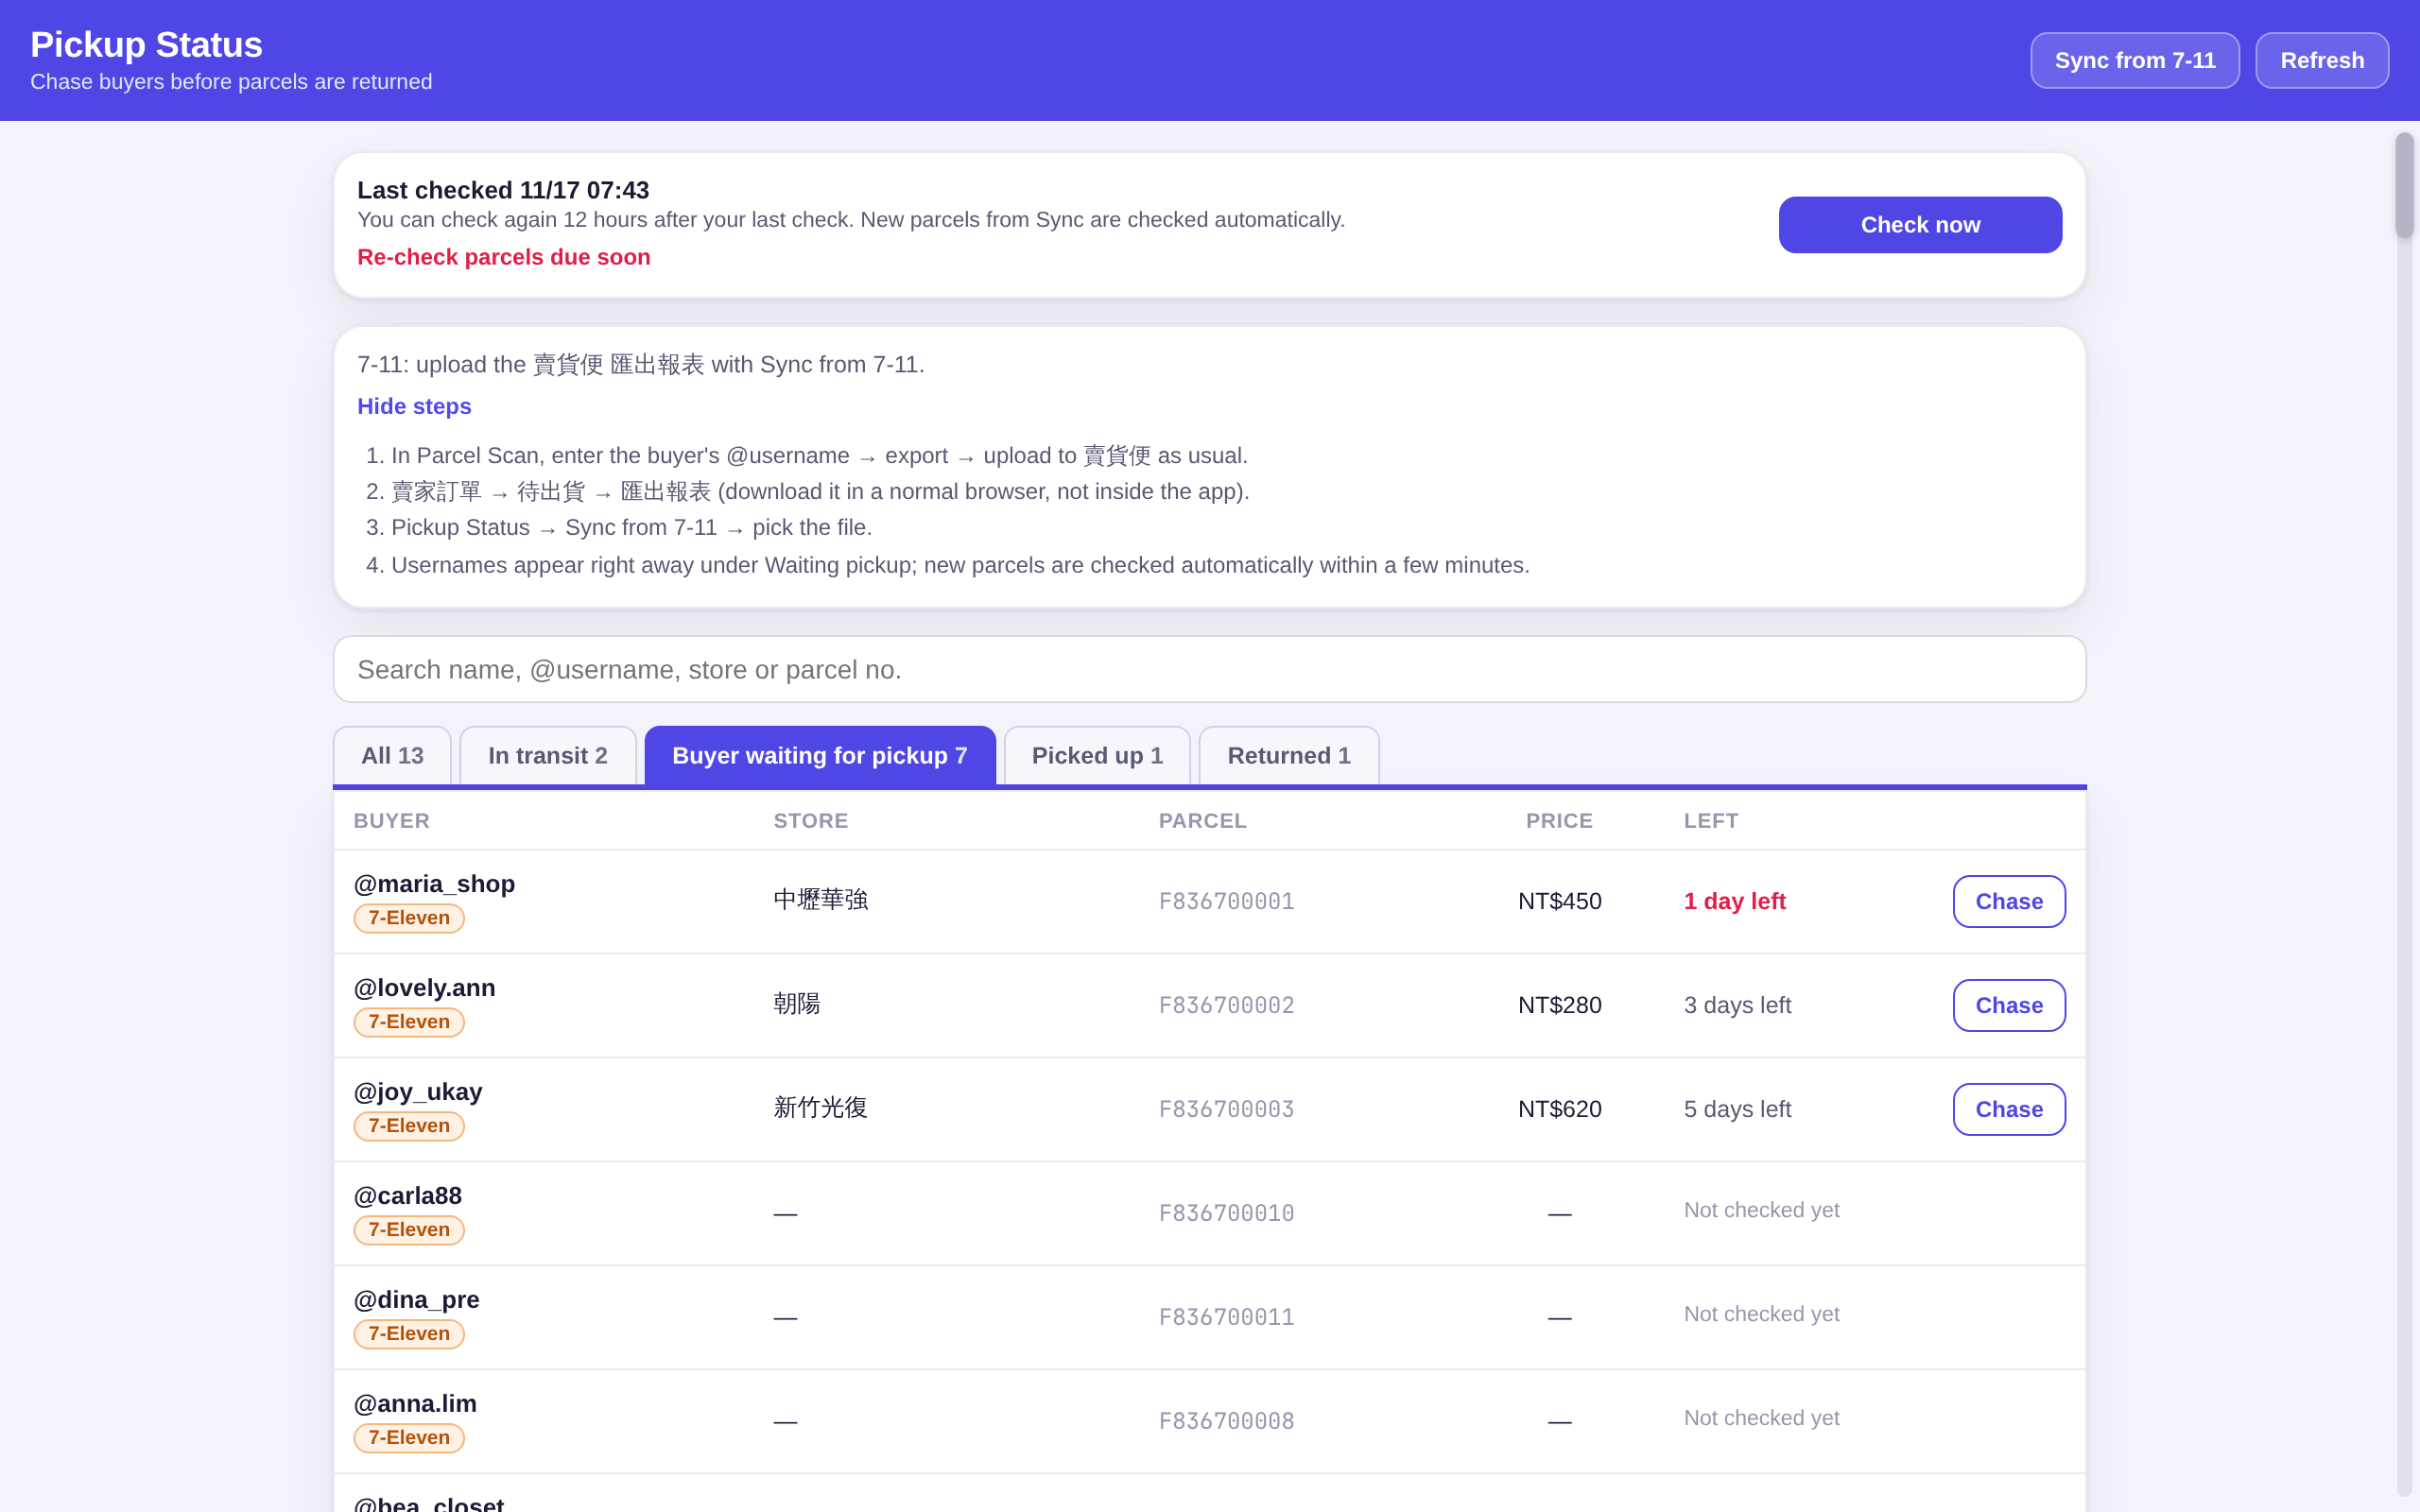 Pickup Status
Chase buyers before parcels are returned
Sync from 7-11
Refresh
Last checked 11/17 07:43
You can check again 12 hours after your last check. New parcels from Sync are checked automatically.
Re-check parcels due soon
Check now
7-11: upload the 賣貨便 匯出報表 with Sync from 7-11.
Hide steps
1. In Parcel Scan, enter the buyer's @username → export → upload to 賣貨便 as usual.
2. 賣家訂單 → 待出貨 → 匯出報表 (download it in a normal browser, not inside the app).
3. Pickup Status → Sync from 7-11 → pick the file.
4. Usernames appear right away under Waiting pickup; new parcels are checked automatically within a few minutes.
Search name, @username, store or parcel no.
All 13
In transit 2
Buyer waiting for pickup 7
Picked up 1
Returned 1
BUYER STORE PARCEL PRICE LEFT
@maria_shop
7-Eleven
中壢華強 F836700001 NT$450 1 day left Chase
@lovely.ann
7-Eleven
朝陽 F836700002 NT$280 3 days left Chase
@joy_ukay
7-Eleven
新竹光復 F836700003 NT$620 5 days left Chase
@carla88
7-Eleven
— F836700010 — Not checked yet
@dina_pre
7-Eleven
— F836700011 — Not checked yet
@anna.lim
7-Eleven
— F836700008 — Not checked yet
@bea_closet